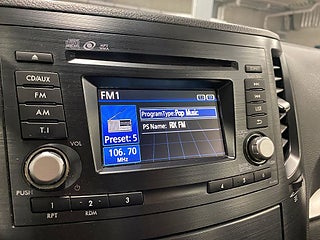 CD/AUX
FM
AM
T.I
FM1
ProgramType:Pop Music
PS Name: RIX FM
Preset: 5
106.70
MHz
VOL
PUSH
1
2
3
4
5
6
RPT
RDM